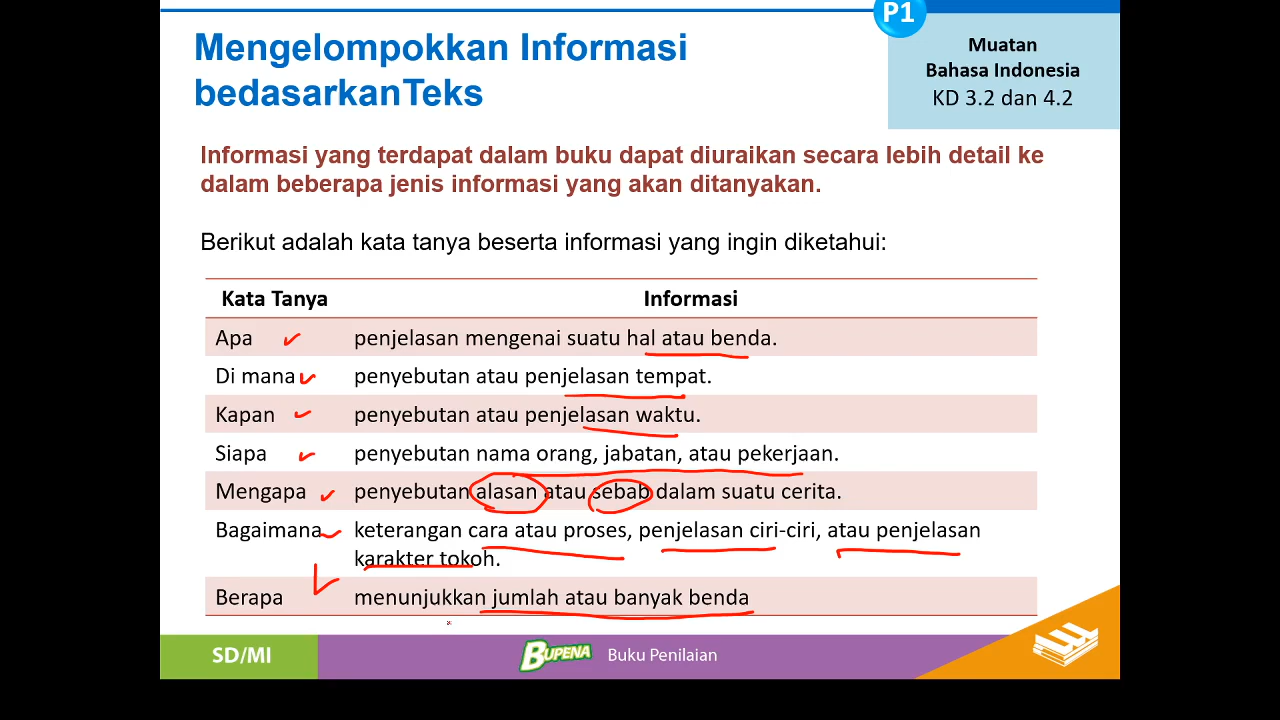 P1
Mengelompokkan Informasi
bedasarkanTeks
Muatan
Bahasa Indonesia
KD 3.2 dan 4.2
Informasi yang terdapat dalam buku dapat diuraikan secara lebih detail ke
dalam beberapa jenis informasi yang akan ditanyakan.
Berikut adalah kata tanya beserta informasi yang ingin diketahui:
Kata Tanya Informasi
Apa penjelasan mengenai suatu hal atau benda.
Di mana penyebutan atau penjelasan tempat.
Kapan penyebutan atau penjelasan waktu.
Siapa penyebutan nama orang, jabatan, atau pekerjaan.
Mengapa penyebutan alasan atau sebab dalam suatu cerita.
Bagaimana keterangan cara atau proses, penjelasan ciri-ciri, atau penjelasan
karakter tokoh.
Berapa menunjukkan jumlah atau banyak benda
SD/MI BUPENA Buku Penilaian